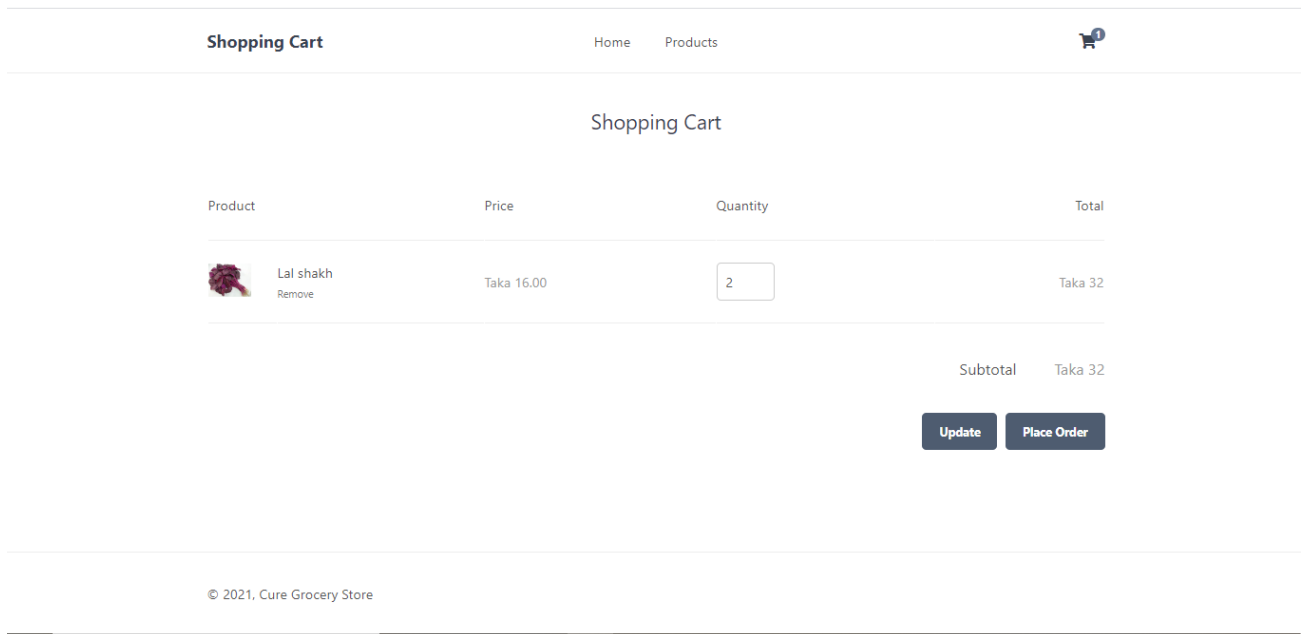 Shopping Cart Home Products 1
Shopping Cart
Product Price Quantity Total
Lal shakh
Remove
Taka 16.00 2 Taka 32
Subtotal Taka 32
Update Place Order
© 2021, Cure Grocery Store